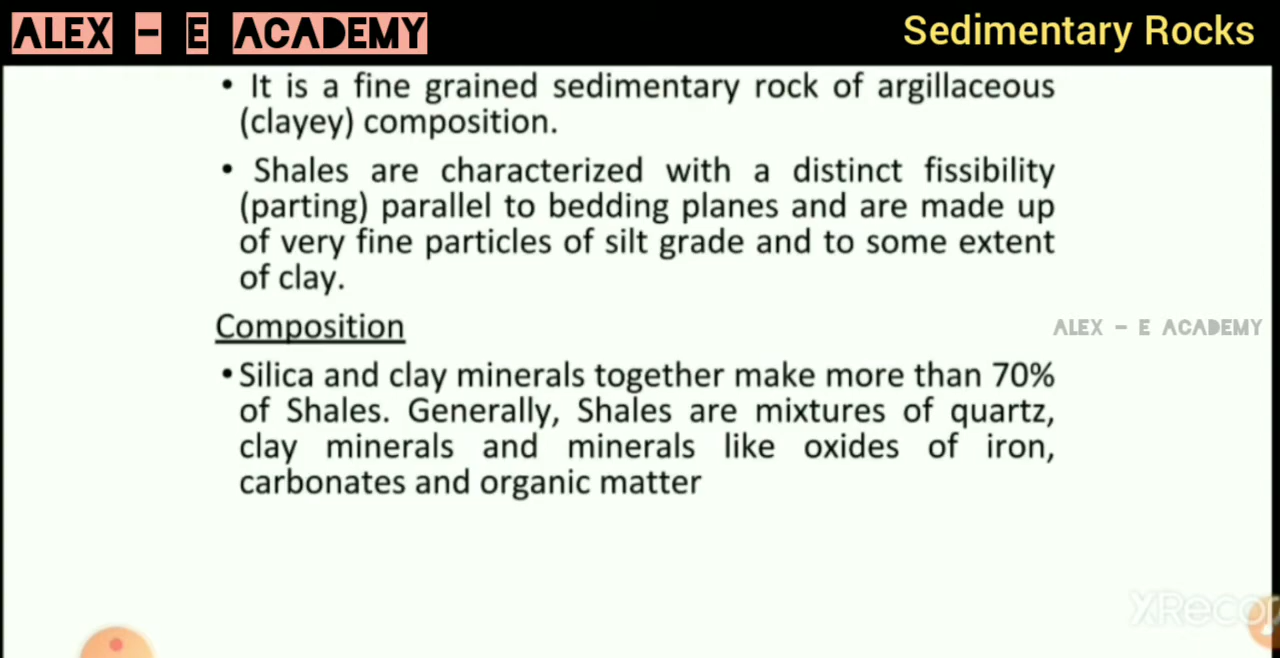 ALEX - E ACADEMY
Sedimentary Rocks
• It is a fine grained sedimentary rock of argillaceous
(clayey) composition.
• Shales are characterized with a distinct fissibility
(parting) parallel to bedding planes and are made up
of very fine particles of silt grade and to some extent
of clay.
Composition
ALEX - E ACADEMY
• Silica and clay minerals together make more than 70%
of Shales. Generally, Shales are mixtures of quartz,
clay minerals and minerals like oxides of iron,
carbonates and organic matter